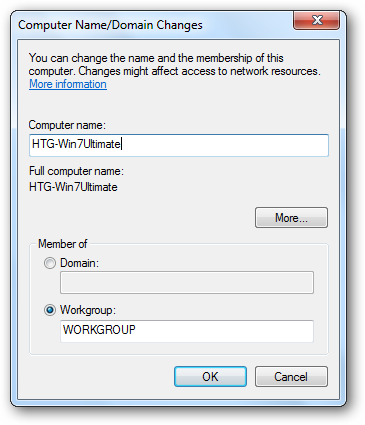 Computer Name/Domain Changes
You can change the name and the membership of this
computer. Changes might affect access to network resources.
More information
Computer name:
HTG-Win7Ultimate
Full computer name:
HTG-Win7Ultimate
More...
Member of
Domain:
Workgroup:
WORKGROUP
OK Cancel